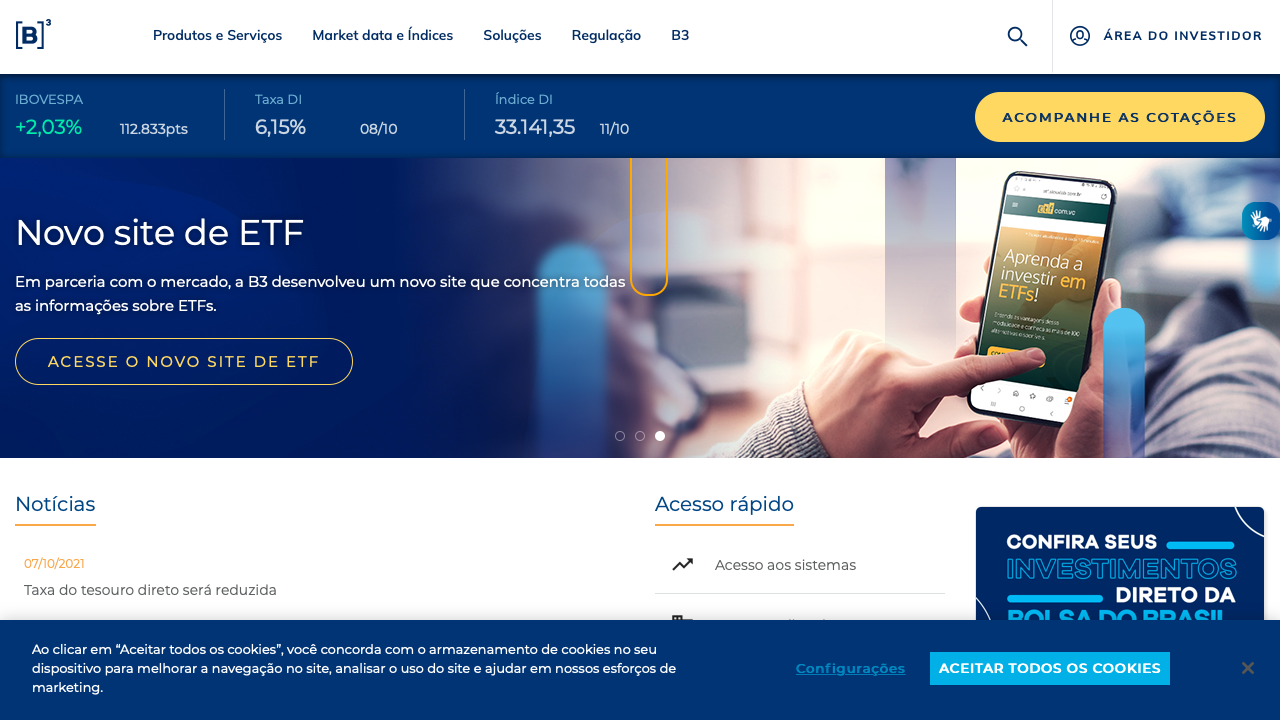 [B]³
Produtos e Serviços
Market data e Índices
Soluções
Regulação
B3
ÁREA DO INVESTIDOR
IBOVESPA
+2,03%
112.833pts
Taxa DI
6,15%
08/10
Índice DI
33.141,35
11/10
ACOMPANHE AS COTAÇÕES
Novo site de ETF
Em parceria com o mercado, a B3 desenvolveu um novo site que concentra todas
as informações sobre ETFs.
ACESSE O NOVO SITE DE ETF
etf.com.vc
Aprenda a
investir em
ETFs!
Notícias
07/10/2021
Taxa do tesouro direto será reduzida
Acesso rápido
Acesso aos sistemas
CONFIRA SEUS
INVESTIMENTOS
DIRETO DA
BOLSA DO BRASIL
Ao clicar em “Aceitar todos os cookies”, você concorda com o armazenamento de cookies no seu
dispositivo para melhorar a navegação no site, analisar o uso do site e ajudar em nossos esforços de
marketing.
Configurações
ACEITAR TODOS OS COOKIES